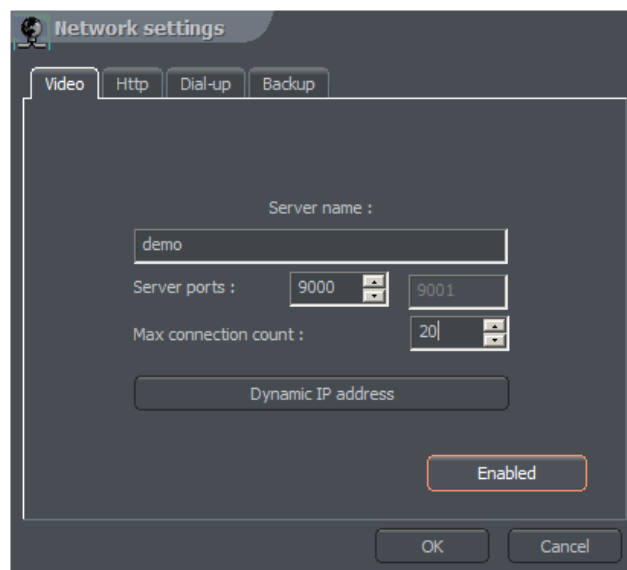 Network settings
Video Http Dial-up Backup
Server name :
demo
Server ports : 9000 9001
Max connection count : 20
Dynamic IP address
Enabled
OK Cancel